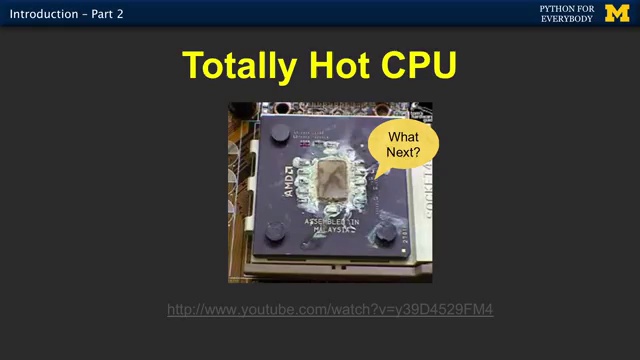 Introduction – Part 2
PYTHON FOR
EVERYBODY
M
Totally Hot CPU
What
Next?
AMD
ASSEMBLED IN
MALAYSIA
http://www.youtube.com/watch?v=y39D4529FM4